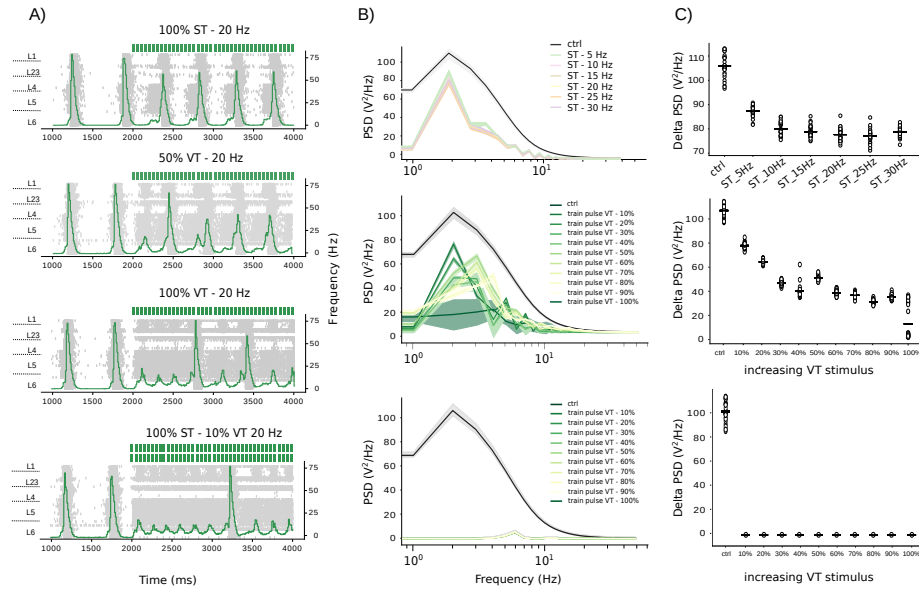 A)
100% ST - 20 Hz
L1
L23
L4
L5
L6
75
50
25
0
1000 1500 2000 2500 3000 3500 4000
50% VT - 20 Hz
L1
L23
L4
L5
L6
75
50
25
0
1000 1500 2000 2500 3000 3500 4000
100% VT - 20 Hz
L1
L23
L4
L5
L6
75
50
25
0
1000 1500 2000 2500 3000 3500 4000
100% ST - 10% VT 20 Hz
L1
L23
L4
L5
L6
75
50
25
0
1000 1500 2000 2500 3000 3500 4000
Time (ms)
Frequency (Hz)
B)
PSD (V²/Hz)
100
80
60
40
20
0
10⁰ 10¹
ctrl
ST - 5 Hz
ST - 10 Hz
ST - 15 Hz
ST - 20 Hz
ST - 25 Hz
ST - 30 Hz
PSD (V²/Hz)
100
80
60
40
20
0
10⁰ 10¹
ctrl
train pulse VT - 10%
train pulse VT - 20%
train pulse VT - 30%
train pulse VT - 40%
train pulse VT - 50%
train pulse VT - 60%
train pulse VT - 70%
train pulse VT - 80%
train pulse VT - 90%
train pulse VT - 100%
PSD (V²/Hz)
100
80
60
40
20
0
10⁰ 10¹
ctrl
train pulse VT - 10%
train pulse VT - 20%
train pulse VT - 30%
train pulse VT - 40%
train pulse VT - 50%
train pulse VT - 60%
train pulse VT - 70%
train pulse VT - 80%
train pulse VT - 90%
train pulse VT - 100%
Frequency (Hz)
C)
Delta PSD (V²/Hz)
110
100
90
80
70
ctrl ST_5Hz ST_10Hz ST_15Hz ST_20Hz ST_25Hz ST_30Hz
Delta PSD (V²/Hz)
100
80
60
40
20
0
ctrl 10% 20% 30% 40% 50% 60% 70% 80% 90% 100%
increasing VT stimulus
Delta PSD (V²/Hz)
100
80
60
40
20
0
ctrl 10% 20% 30% 40% 50% 60% 70% 80% 90% 100%
increasing VT stimulus